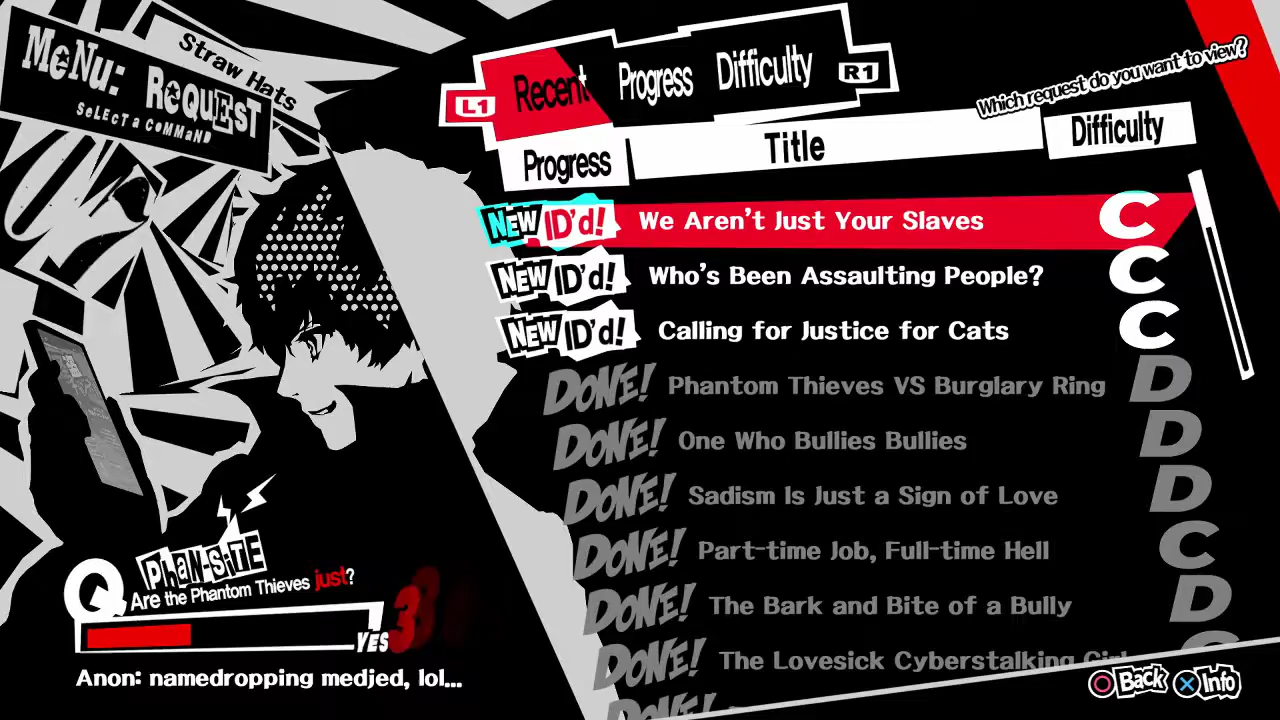 MeNu: ReQuEST
SeLEcT a CoMMaND
Straw Hats
L1 Recent Progress Difficulty R1
Which request do you want to view?
Progress Title Difficulty
NEW ID'd! We Aren't Just Your Slaves C
NEW ID'd! Who's Been Assaulting People? C
NEW ID'd! Calling for Justice for Cats C
DONE! Phantom Thieves VS Burglary Ring D
DONE! One Who Bullies Bullies D
DONE! Sadism Is Just a Sign of Love D
DONE! Part-time Job, Full-time Hell C
DONE! The Bark and Bite of a Bully D
DONE! The Lovesick Cyberstalking Girl
PhaN-SiTE
Q Are the Phantom Thieves just?
YES 3
Anon: namedropping medjed, lol...
Back Info